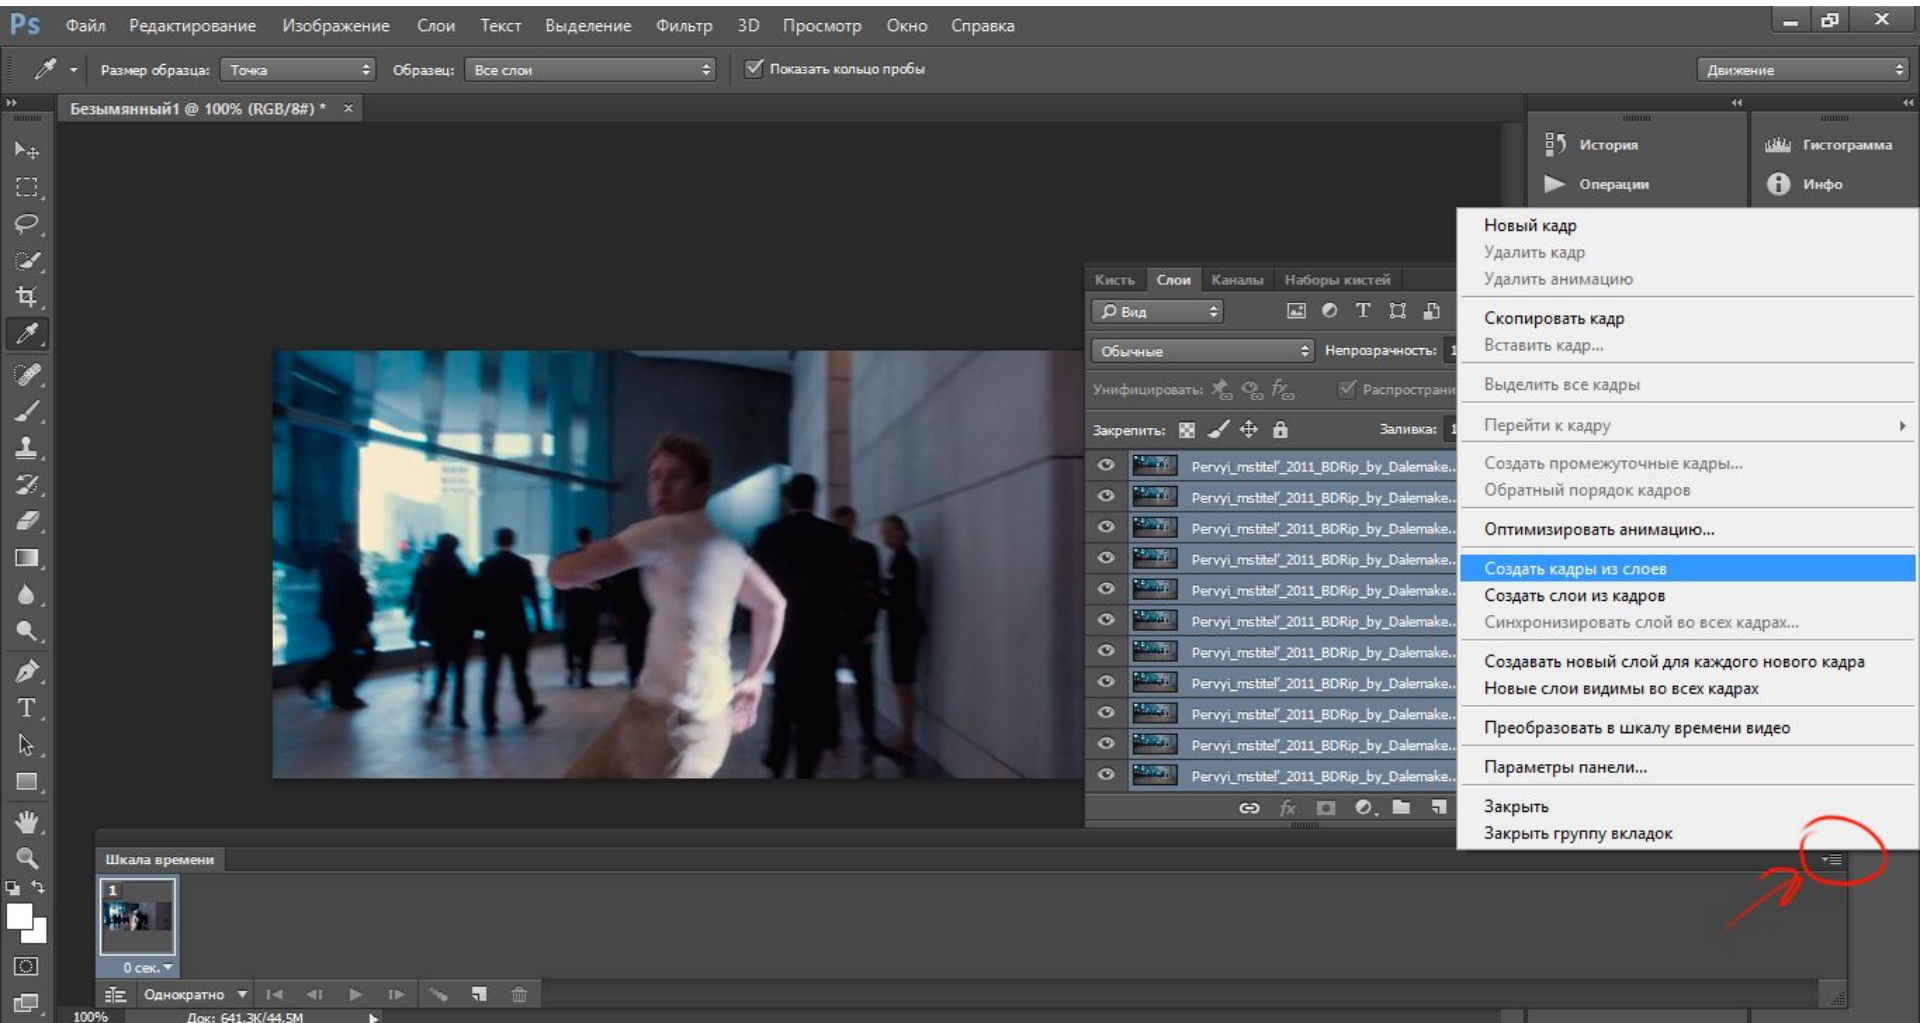 Ps Файл Редактирование Изображение Слои Текст Выделение Фильтр 3D Просмотр Окно Справка
Размер образца: Точка Образец: Все слои Показать кольцо пробы Движение
Безымянный1 @ 100% (RGB/8#) * ×
История Гистограмма
Операции Инфо
Кисть Слои Каналы Наборы кистей
Вид
Обычные Непрозрачность: 1
Унифицировать: Распространи
Закрепить: Заливка: 1
Pervyi_mstitel'_2011_BDRip_by_Dalemake...
Pervyi_mstitel'_2011_BDRip_by_Dalemake...
Pervyi_mstitel'_2011_BDRip_by_Dalemake...
Pervyi_mstitel'_2011_BDRip_by_Dalemake...
Pervyi_mstitel'_2011_BDRip_by_Dalemake...
Pervyi_mstitel'_2011_BDRip_by_Dalemake...
Pervyi_mstitel'_2011_BDRip_by_Dalemake...
Pervyi_mstitel'_2011_BDRip_by_Dalemake...
Pervyi_mstitel'_2011_BDRip_by_Dalemake...
Pervyi_mstitel'_2011_BDRip_by_Dalemake...
Pervyi_mstitel'_2011_BDRip_by_Dalemake...
fx
Новый кадр
Удалить кадр
Удалить анимацию
Скопировать кадр
Вставить кадр...
Выделить все кадры
Перейти к кадру
Создать промежуточные кадры...
Обратный порядок кадров
Оптимизировать анимацию...
Создать кадры из слоев
Создать слои из кадров
Синхронизировать слой во всех кадрах...
Создавать новый слой для каждого нового кадра
Новые слои видимы во всех кадрах
Преобразовать в шкалу времени видео
Параметры панели...
Закрыть
Закрыть группу вкладок
Шкала времени
1
0 сек.
Однократно
100% Док: 641,3K/44,5M